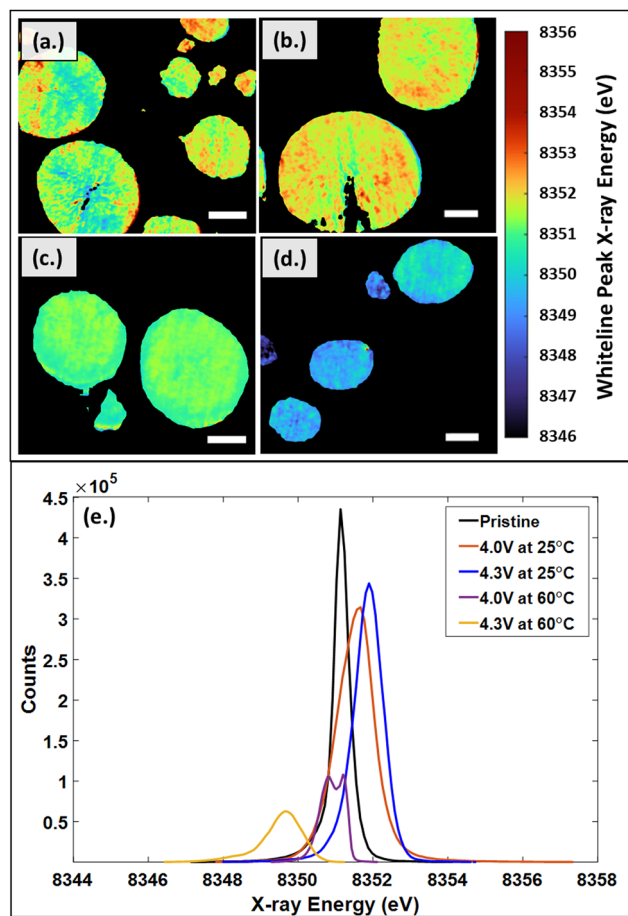 (a.)
(b.)
(c.)
(d.)
8356
8355
8354
8353
8352
8351
8350
8349
8348
8347
8346
Whiteline Peak X-ray Energy (eV)
×10⁵
(e.)
4.5
4
3.5
3
2.5
2
1.5
1
0.5
Counts
Pristine
4.0V at 25°C
4.3V at 25°C
4.0V at 60°C
4.3V at 60°C
8344
8346
8348
8350
8352
8354
8356
8358
X-ray Energy (eV)